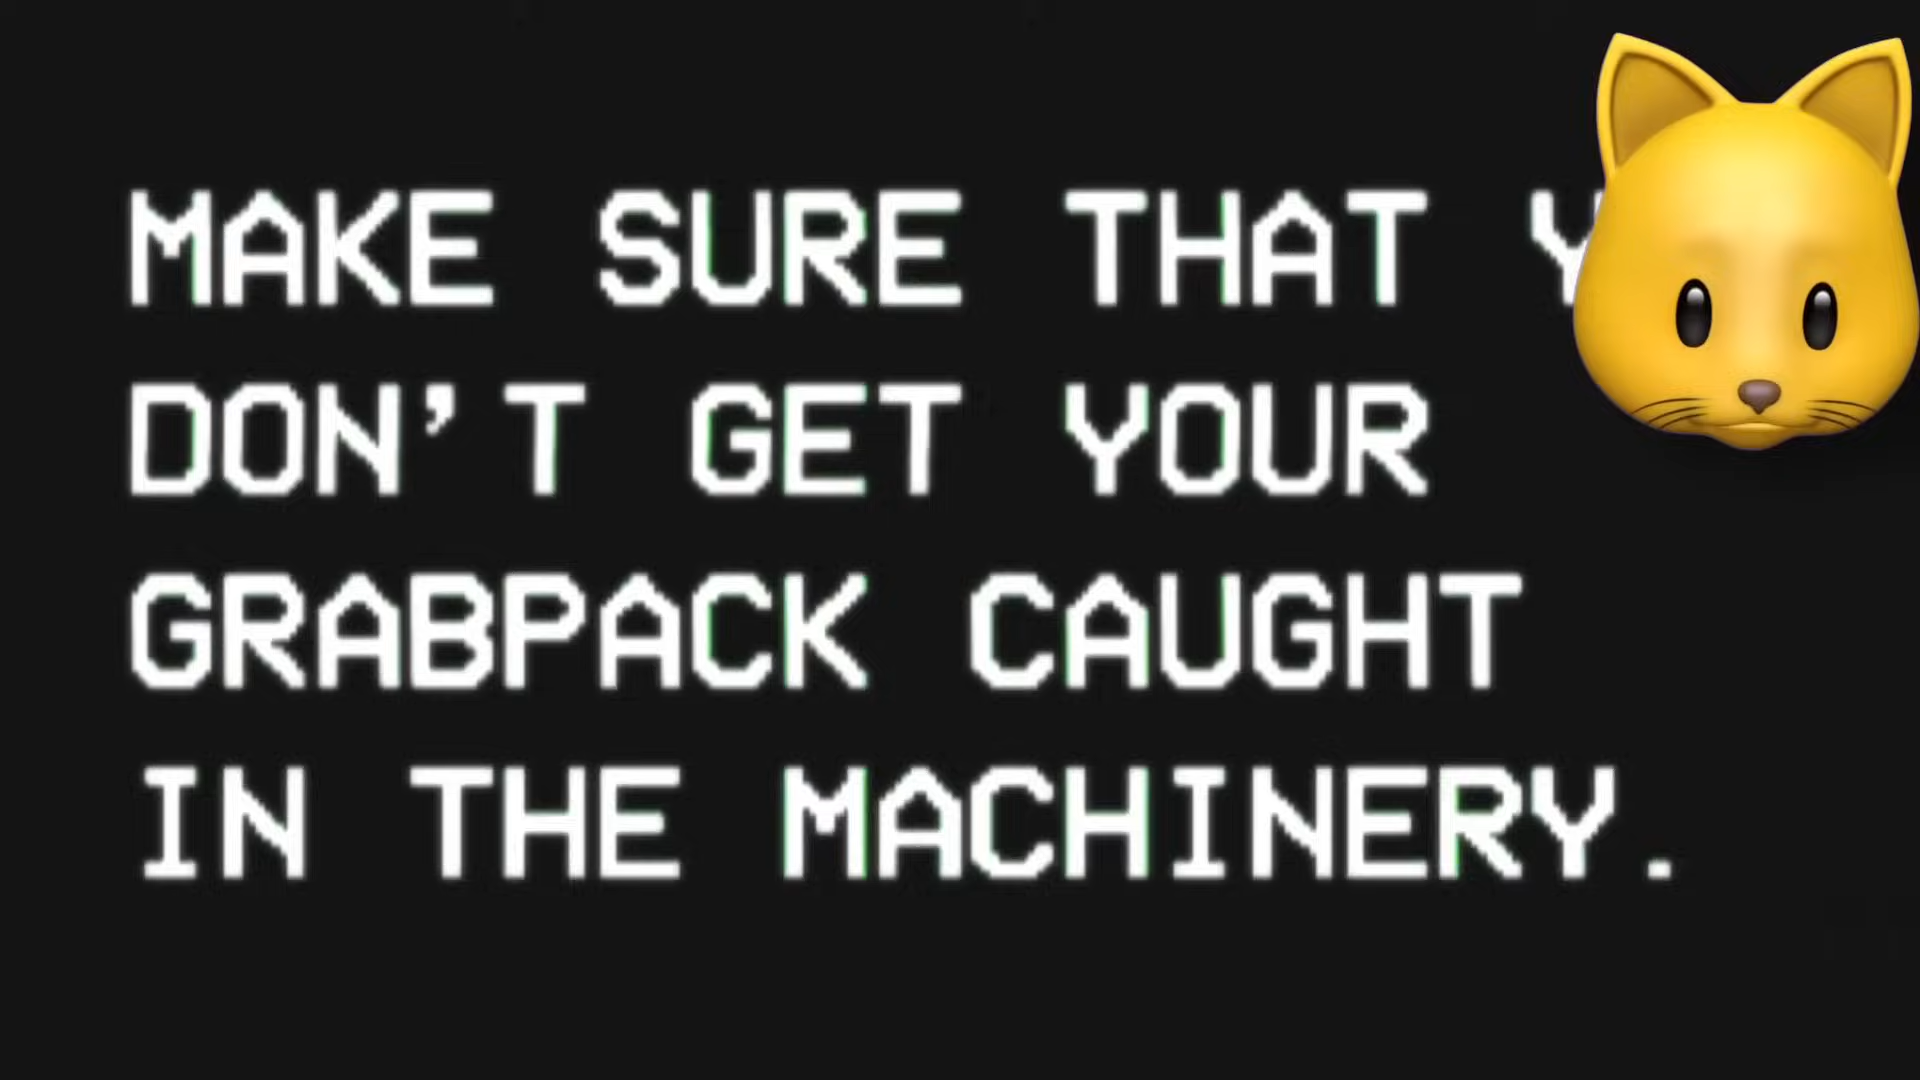 MAKE SURE THAT
DON'T GET YOUR
GRABPACK CAUGHT
IN THE MACHINERY.